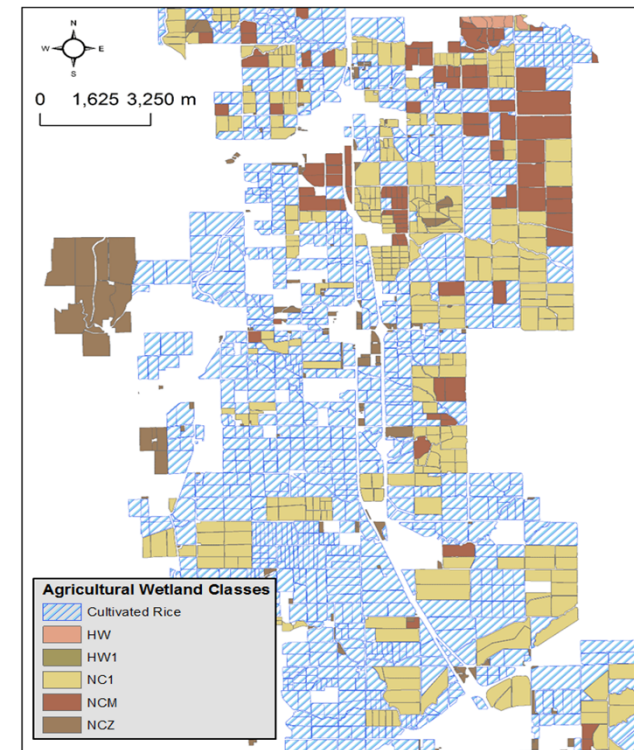 N
W E
S
0 1,625 3,250 m
Agricultural Wetland Classes
Cultivated Rice
HW
HW1
NC1
NCM
NCZ